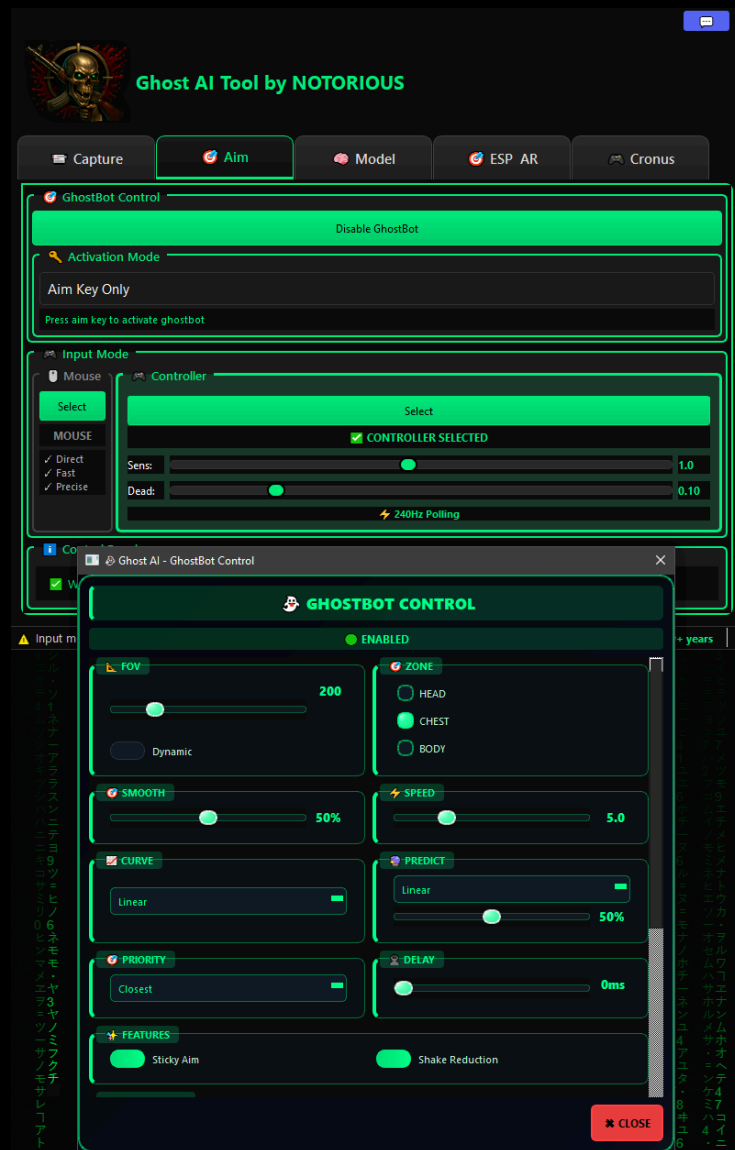 Ghost AI Tool by NOTORIOUS
Capture
Aim
Model
ESP AR
Cronus
GhostBot Control
Disable GhostBot
Activation Mode
Aim Key Only
Press aim key to activate ghostbot
Input Mode
Mouse
Select
MOUSE
✓ Direct
✓ Fast
✓ Precise
Controller
Select
✅ CONTROLLER SELECTED
Sens:
1.0
Dead:
0.10
⚡ 240Hz Polling
Input m
+ years
Ghost AI - GhostBot Control
GHOSTBOT CONTROL
ENABLED
FOV
200
Dynamic
ZONE
HEAD
CHEST
BODY
SMOOTH
50%
SPEED
5.0
CURVE
Linear
PREDICT
Linear
50%
PRIORITY
Closest
DELAY
0ms
FEATURES
Sticky Aim
Shake Reduction
✖ CLOSE